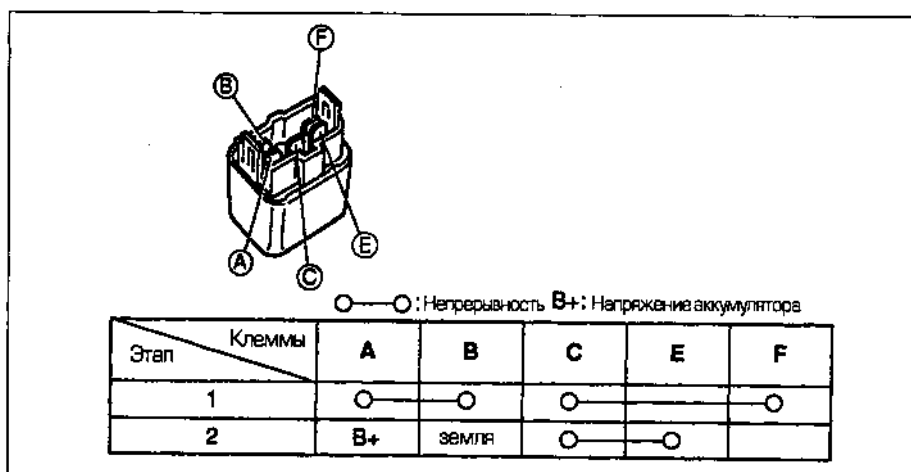 F
B
E
A
C
: Непрерывность B+: Напряжение аккумулятора
Клеммы
Этап A B C E F
1
2 B+ земля